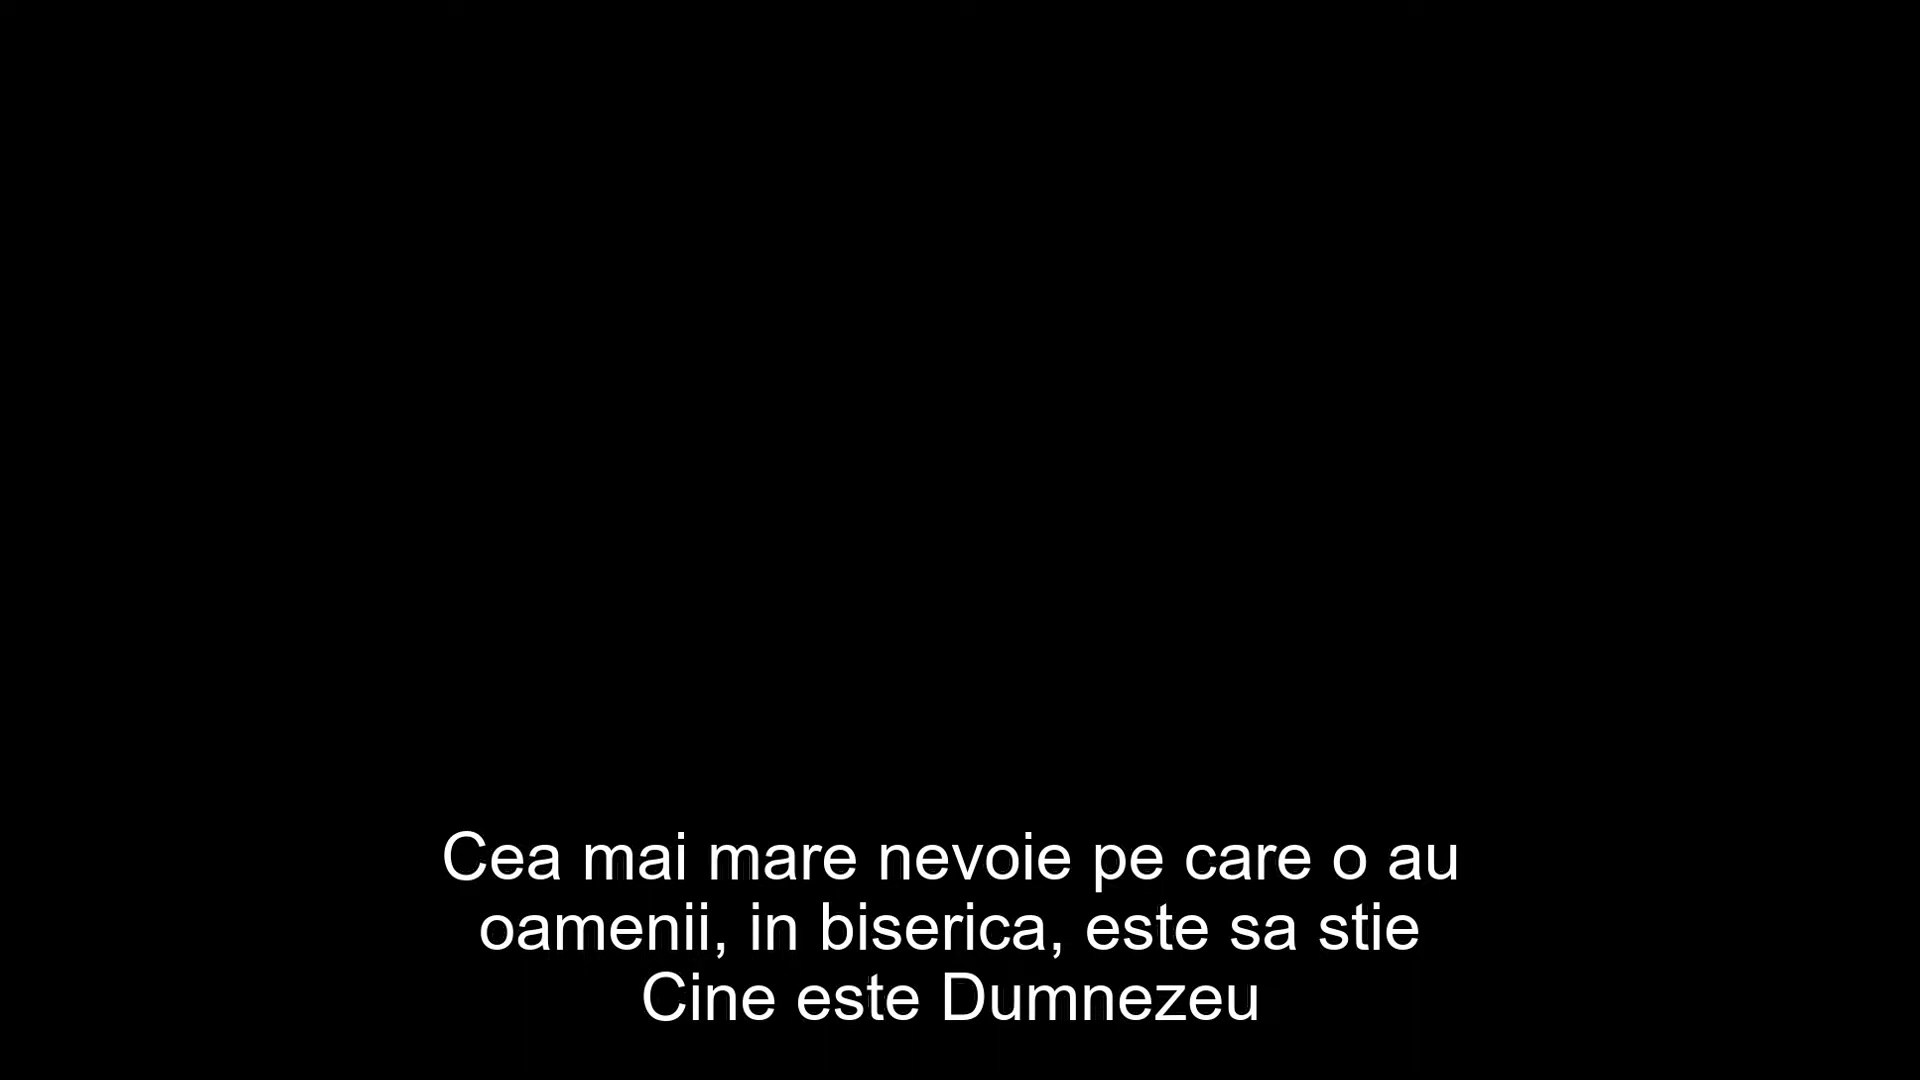 Cea mai mare nevoie pe care o au
oamenii, in biserica, este sa stie
Cine este Dumnezeu